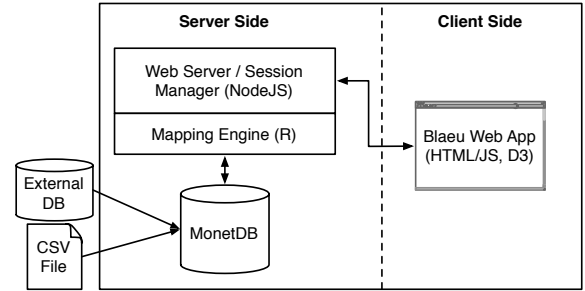 Server Side
Client Side
Web Server / Session
Manager (NodeJS)
Mapping Engine (R)
Blaeu Web App
(HTML/JS, D3)
External
DB
MonetDB
CSV
File